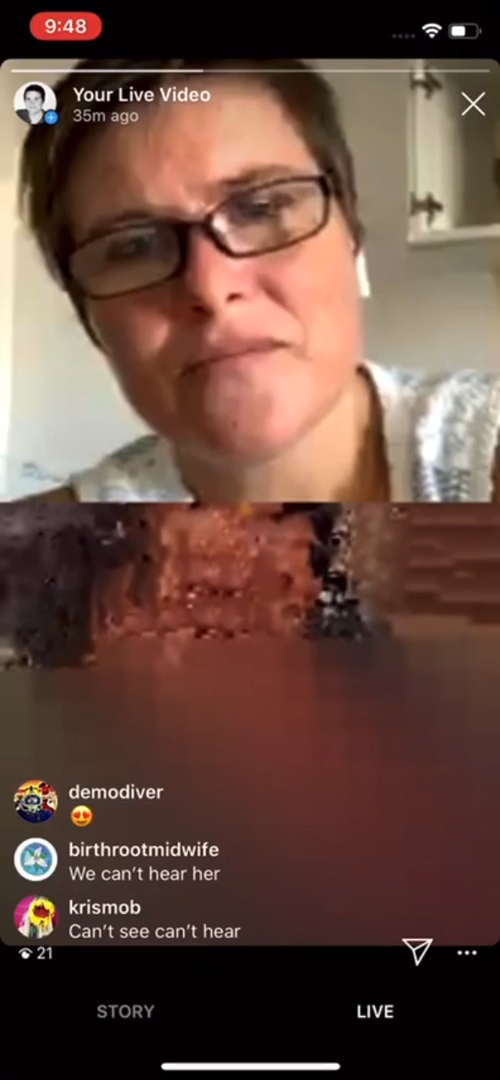 9:48
Your Live Video
35m ago
demodiver
😍
birthrootmidwife
We can't hear her
krismob
Can't see can't hear
21
STORY
LIVE